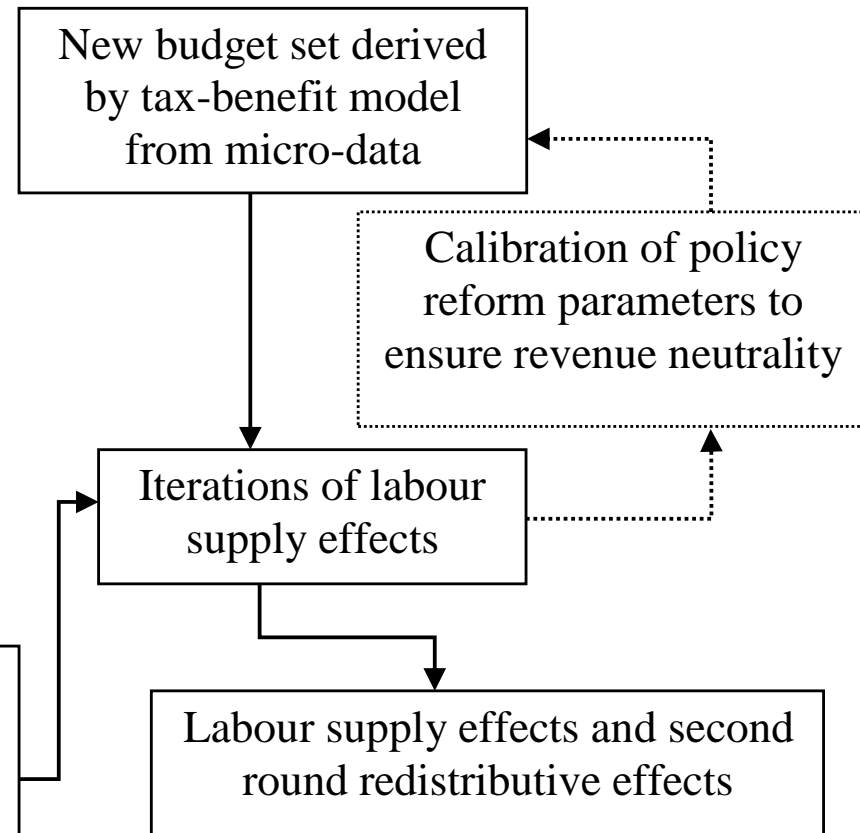 New budget set derived
by tax-benefit model
from micro-data
Calibration of policy
reform parameters to
ensure revenue neutrality
Iterations of labour
supply effects
Labour supply effects and second
round redistributive effects